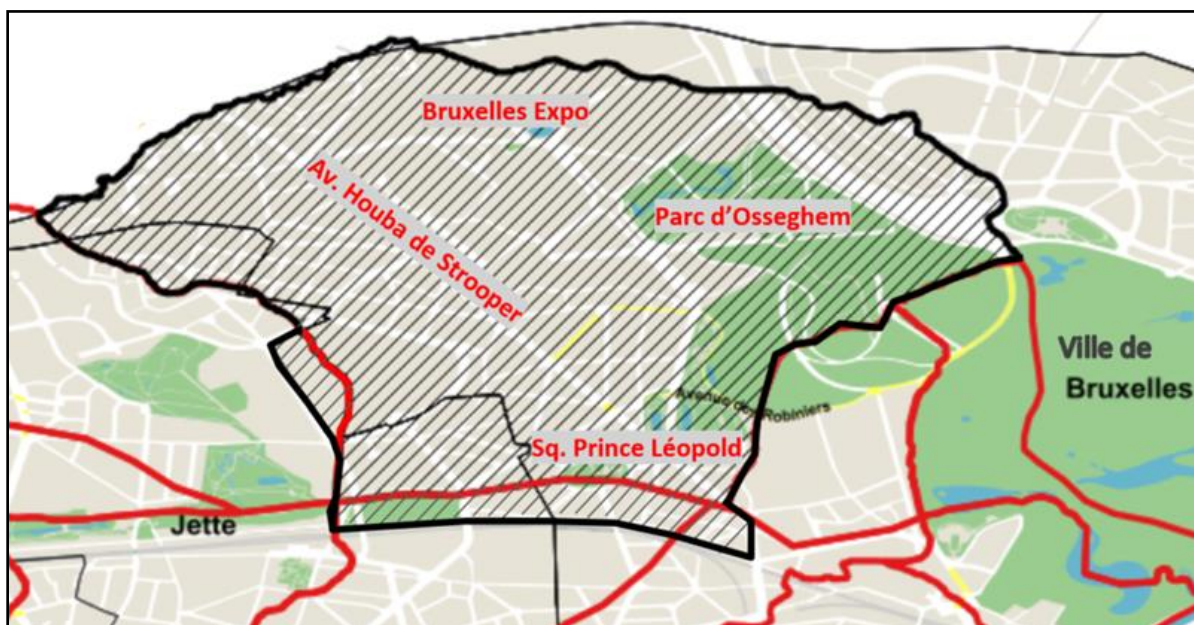 Bruxelles Expo
Av. Houba de Strooper
Parc d’Osseghem
Ville de
Bruxelles
Avenue des Robiniers
Sq. Prince Léopold
Jette